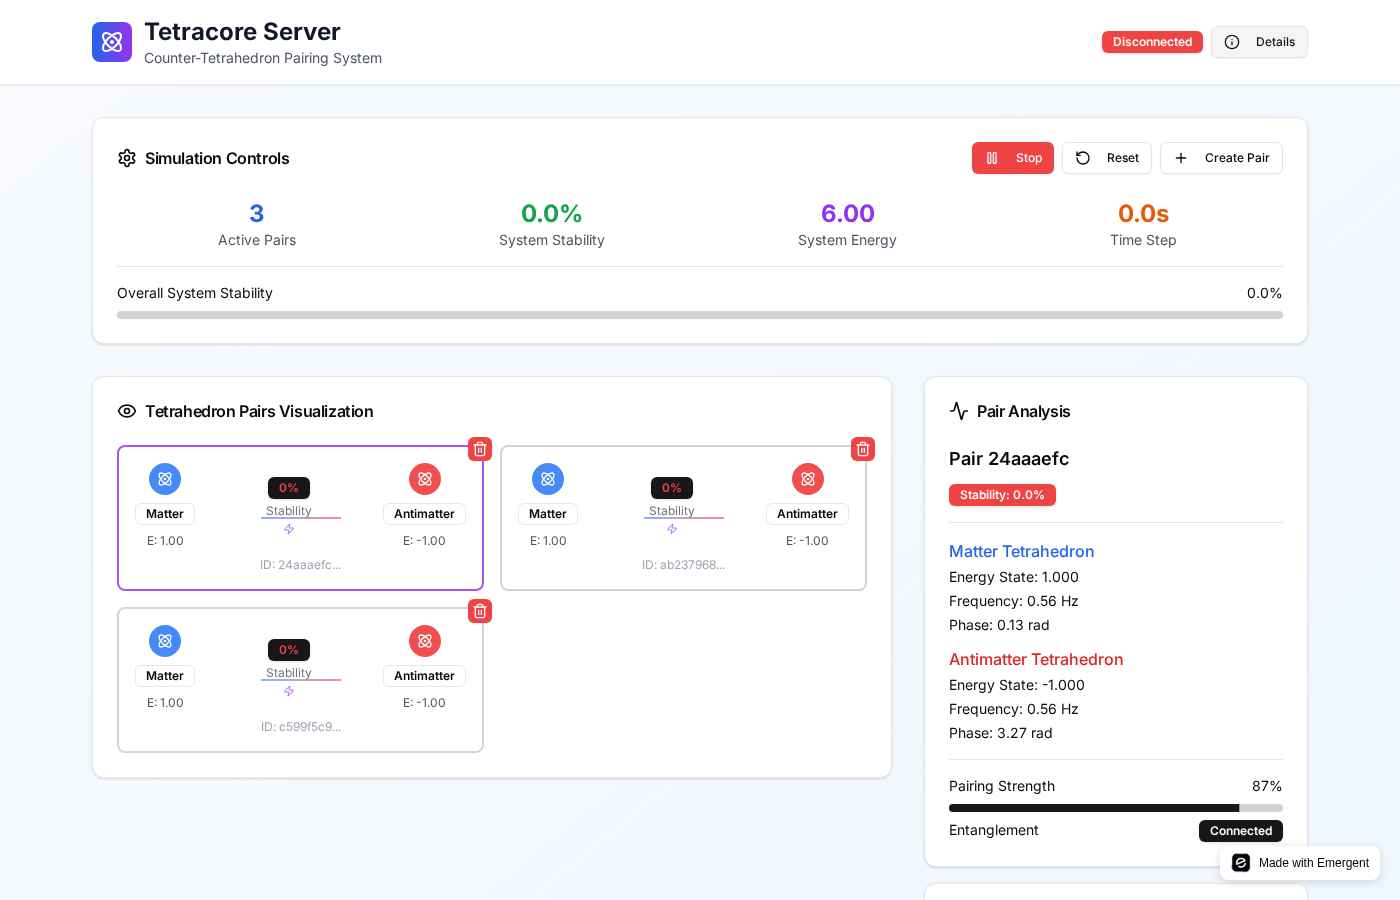 Tetracore Server
Counter-Tetrahedron Pairing System
Disconnected
Details
Simulation Controls
Stop
Reset
Create Pair
3
Active Pairs
0.0%
System Stability
6.00
System Energy
0.0s
Time Step
Overall System Stability
0.0%
Tetrahedron Pairs Visualization
Matter
E: 1.00
0%
Stability
Antimatter
E: -1.00
ID: 24aaaefc...
Matter
E: 1.00
0%
Stability
Antimatter
E: -1.00
ID: ab237968...
Matter
E: 1.00
0%
Stability
Antimatter
E: -1.00
ID: c599f5c9...
Pair Analysis
Pair 24aaaefc
Stability: 0.0%
Matter Tetrahedron
Energy State: 1.000
Frequency: 0.56 Hz
Phase: 0.13 rad
Antimatter Tetrahedron
Energy State: -1.000
Frequency: 0.56 Hz
Phase: 3.27 rad
Pairing Strength
87%
Entanglement
Connected
Made with Emergent